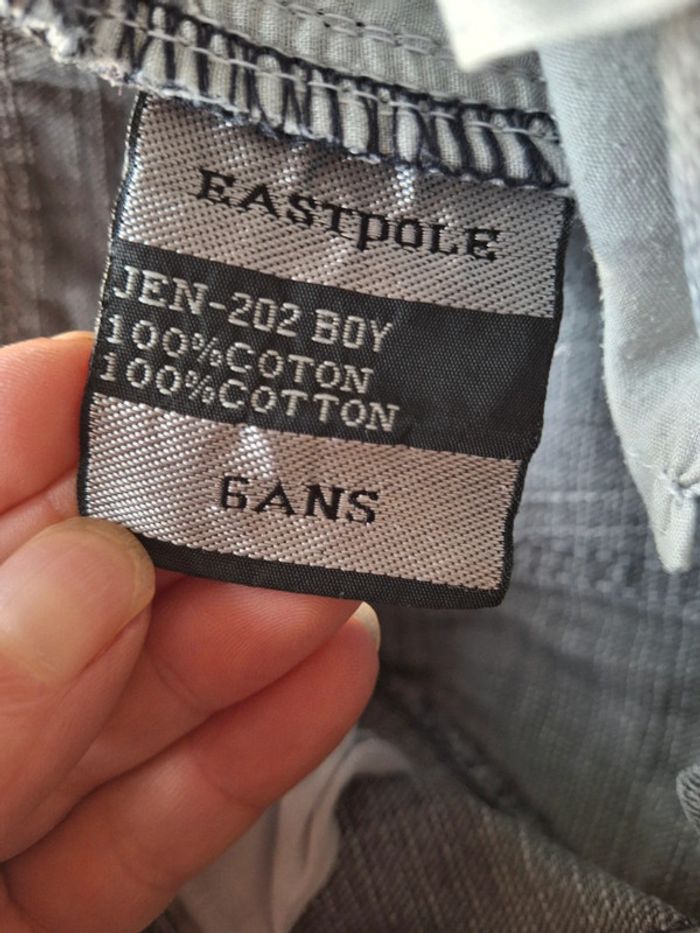 EASTPOLE
JEN-202 BOY
100%COTON
100%COTTON
6ANS